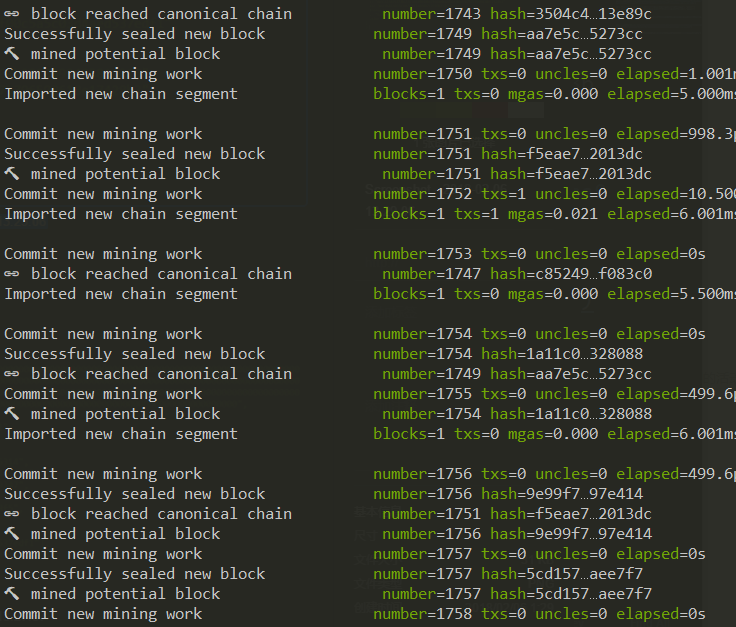 ⚭ block reached canonical chain number=1743 hash=3504c4…13e89c
Successfully sealed new block number=1749 hash=aa7e5c…5273cc
🔨 mined potential block number=1749 hash=aa7e5c…5273cc
Commit new mining work number=1750 txs=0 uncles=0 elapsed=1.001m
Imported new chain segment blocks=1 txs=0 mgas=0.000 elapsed=5.000ms
Commit new mining work number=1751 txs=0 uncles=0 elapsed=998.3µ
Successfully sealed new block number=1751 hash=f5eae7…2013dc
🔨 mined potential block number=1751 hash=f5eae7…2013dc
Commit new mining work number=1752 txs=1 uncles=0 elapsed=10.500
Imported new chain segment blocks=1 txs=1 mgas=0.021 elapsed=6.001ms
Commit new mining work number=1753 txs=0 uncles=0 elapsed=0s
⚭ block reached canonical chain number=1747 hash=c85249…f083c0
Imported new chain segment blocks=1 txs=0 mgas=0.000 elapsed=5.500ms
Commit new mining work number=1754 txs=0 uncles=0 elapsed=0s
Successfully sealed new block number=1754 hash=1a11c0…328088
⚭ block reached canonical chain number=1749 hash=aa7e5c…5273cc
Commit new mining work number=1755 txs=0 uncles=0 elapsed=499.6µ
🔨 mined potential block number=1754 hash=1a11c0…328088
Imported new chain segment blocks=1 txs=0 mgas=0.000 elapsed=6.001ms
Commit new mining work number=1756 txs=0 uncles=0 elapsed=499.6µ
Successfully sealed new block number=1756 hash=9e99f7…97e414
⚭ block reached canonical chain number=1751 hash=f5eae7…2013dc
🔨 mined potential block number=1756 hash=9e99f7…97e414
Commit new mining work number=1757 txs=0 uncles=0 elapsed=0s
Successfully sealed new block number=1757 hash=5cd157…aee7f7
🔨 mined potential block number=1757 hash=5cd157…aee7f7
Commit new mining work number=1758 txs=0 uncles=0 elapsed=0s